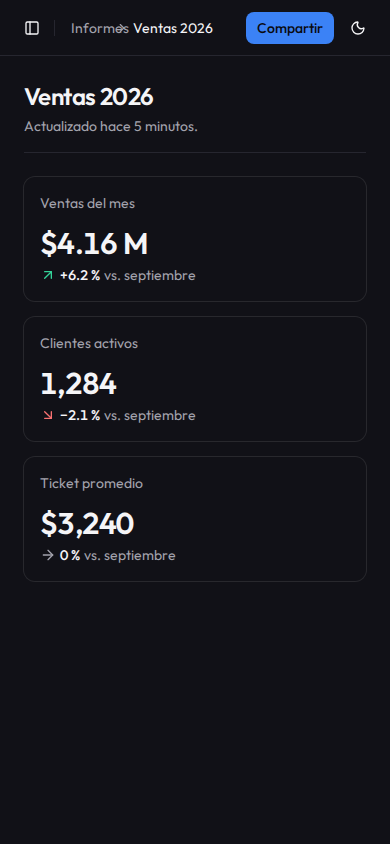 Informes Ventas 2026 Compartir
Ventas 2026
Actualizado hace 5 minutos.
Ventas del mes
$4.16 M
+6.2 % vs. septiembre
Clientes activos
1,284
−2.1 % vs. septiembre
Ticket promedio
$3,240
0 % vs. septiembre